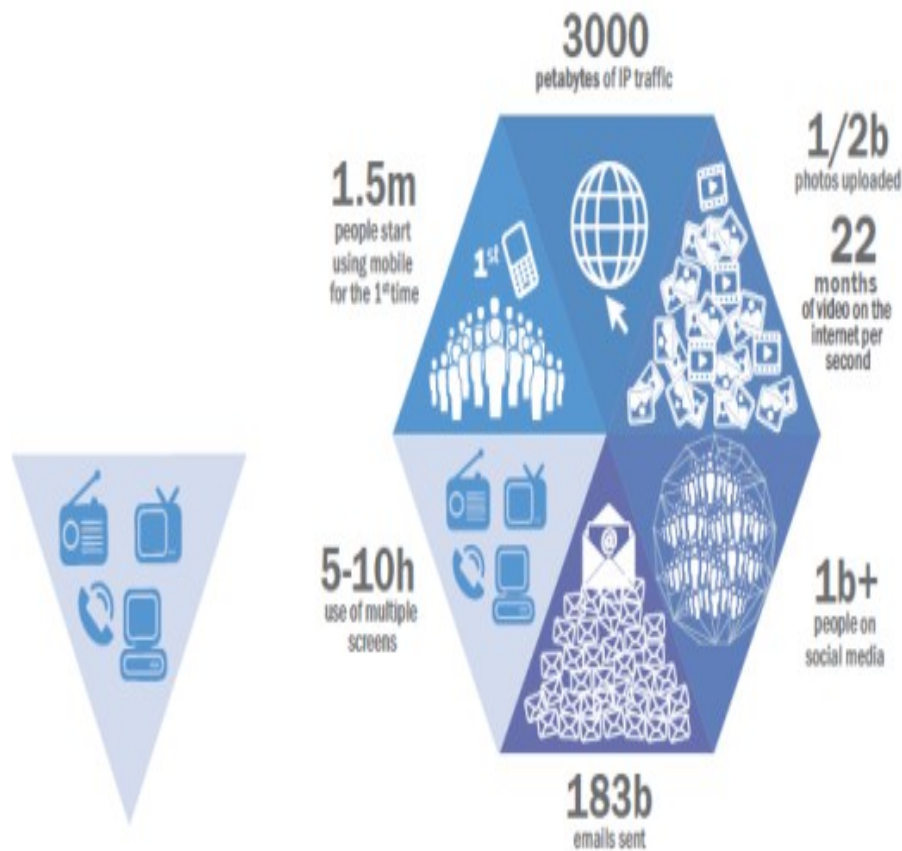 3000
petabytes of IP traffic
1/2b
photos uploaded
22
months
of video on the
internet per
second
1.5m
people start
using mobile
for the 1st time
1st
5-10h
use of multiple
screens
@
1b+
people on
social media
183b
emails sent